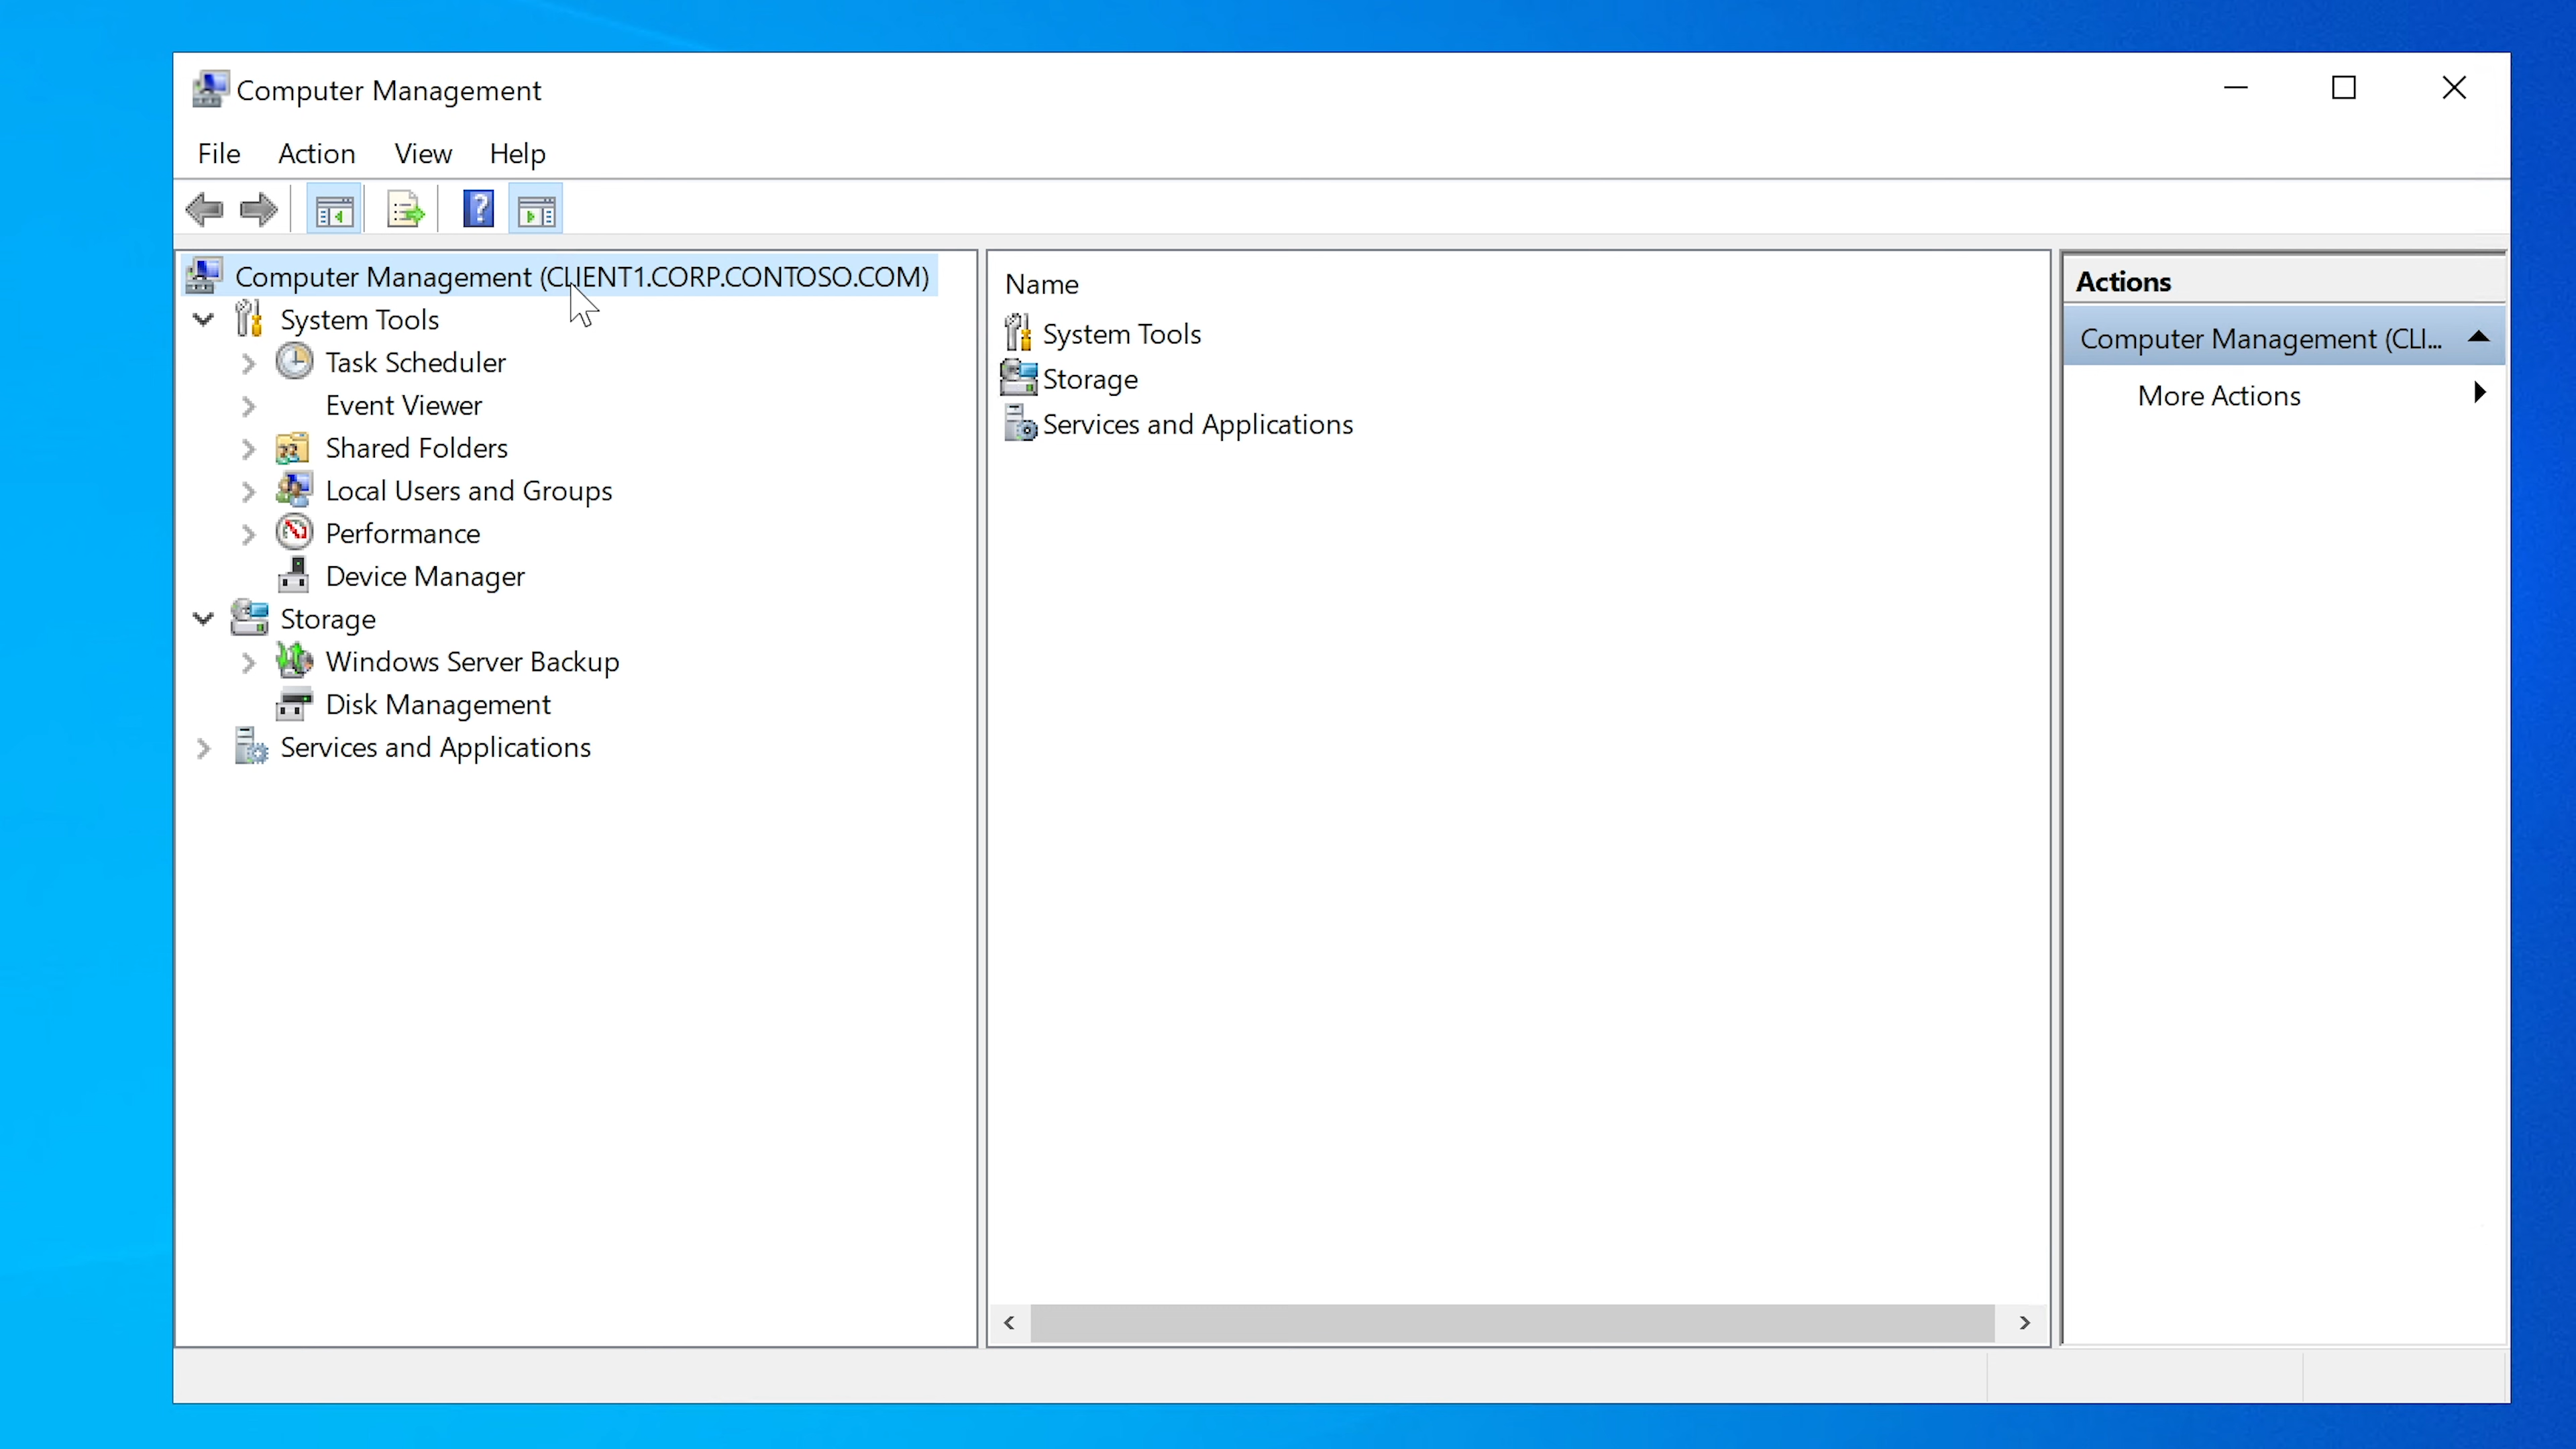 Computer Management
File Action View Help
Computer Management (CLIENT1.CORP.CONTOSO.COM)
System Tools
Task Scheduler
Event Viewer
Shared Folders
Local Users and Groups
Performance
Device Manager
Storage
Windows Server Backup
Disk Management
Services and Applications
Name
System Tools
Storage
Services and Applications
Actions
Computer Management (CLI...
More Actions